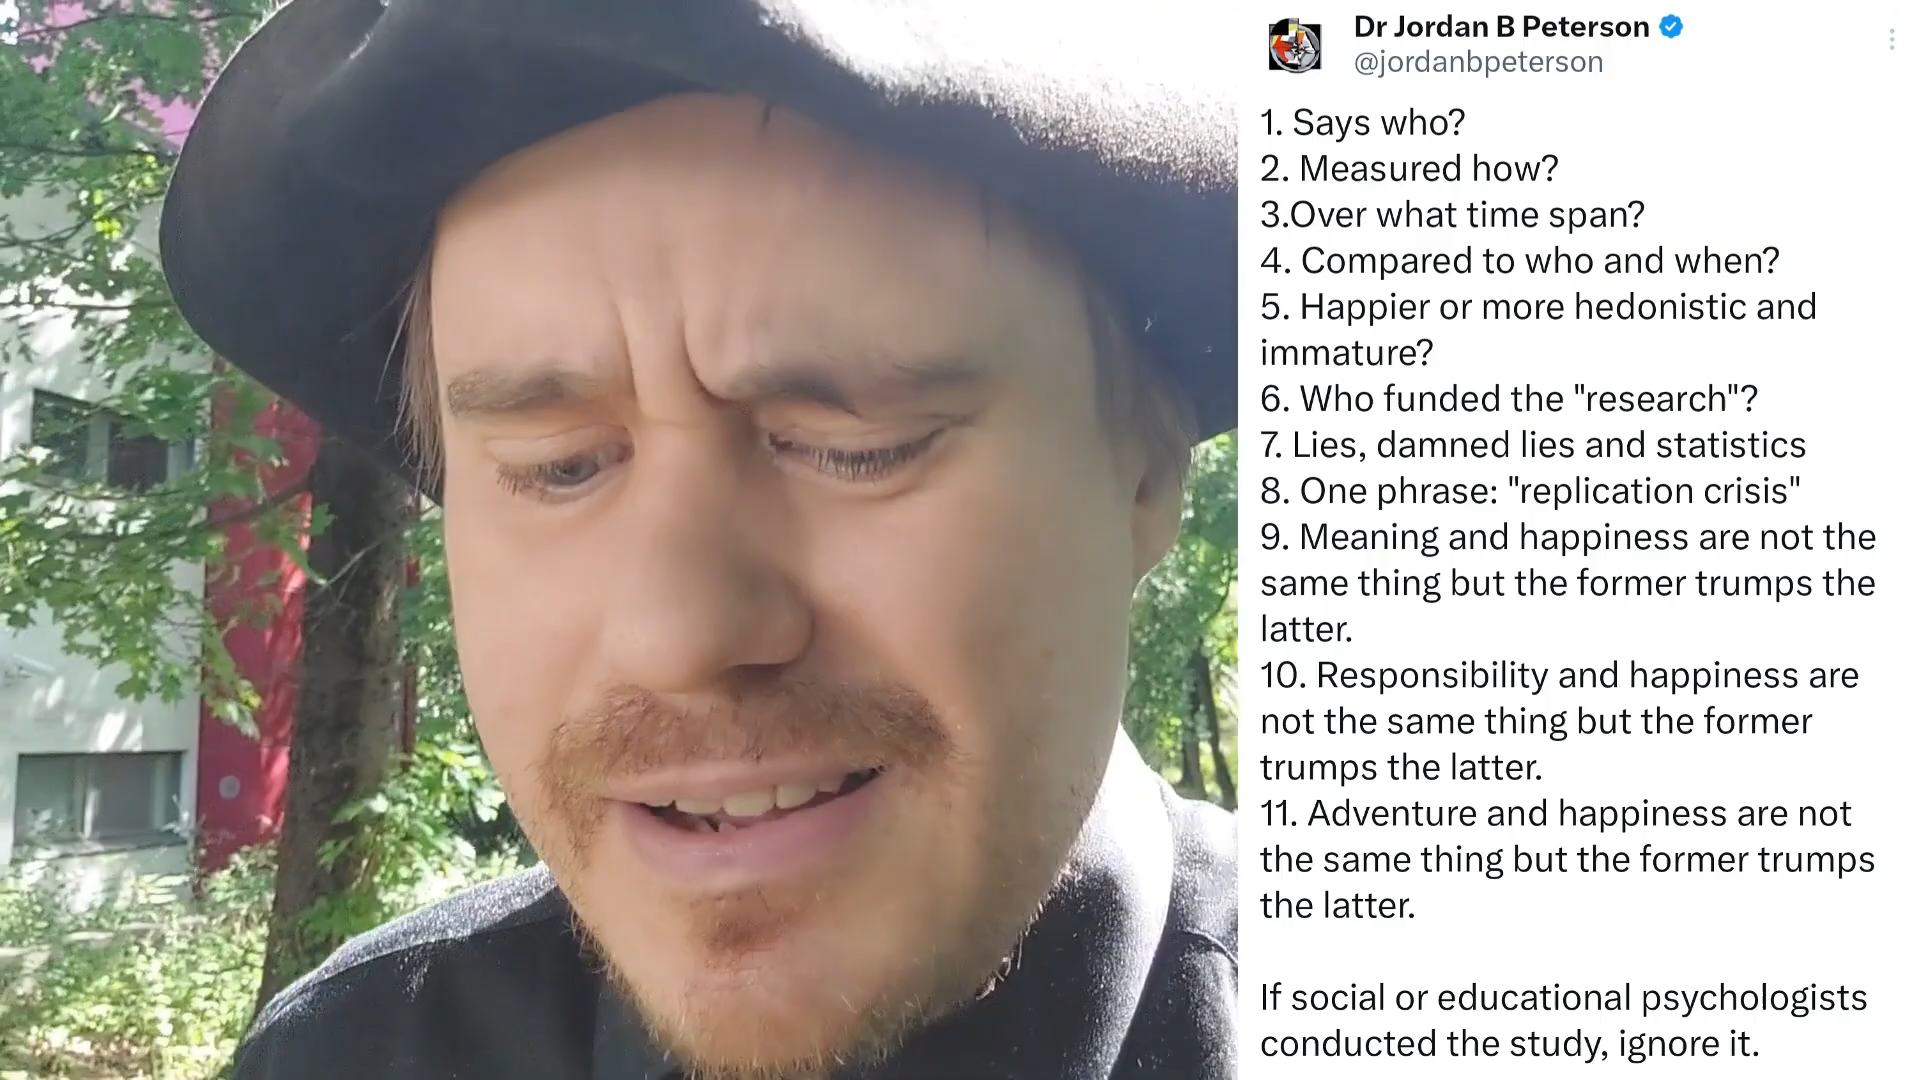 Dr Jordan B Peterson
@jordanbpeterson
1. Says who?
2. Measured how?
3.Over what time span?
4. Compared to who and when?
5. Happier or more hedonistic and
immature?
6. Who funded the "research"?
7. Lies, damned lies and statistics
8. One phrase: "replication crisis"
9. Meaning and happiness are not the
same thing but the former trumps the
latter.
10. Responsibility and happiness are
not the same thing but the former
trumps the latter.
11. Adventure and happiness are not
the same thing but the former trumps
the latter.
If social or educational psychologists
conducted the study, ignore it.